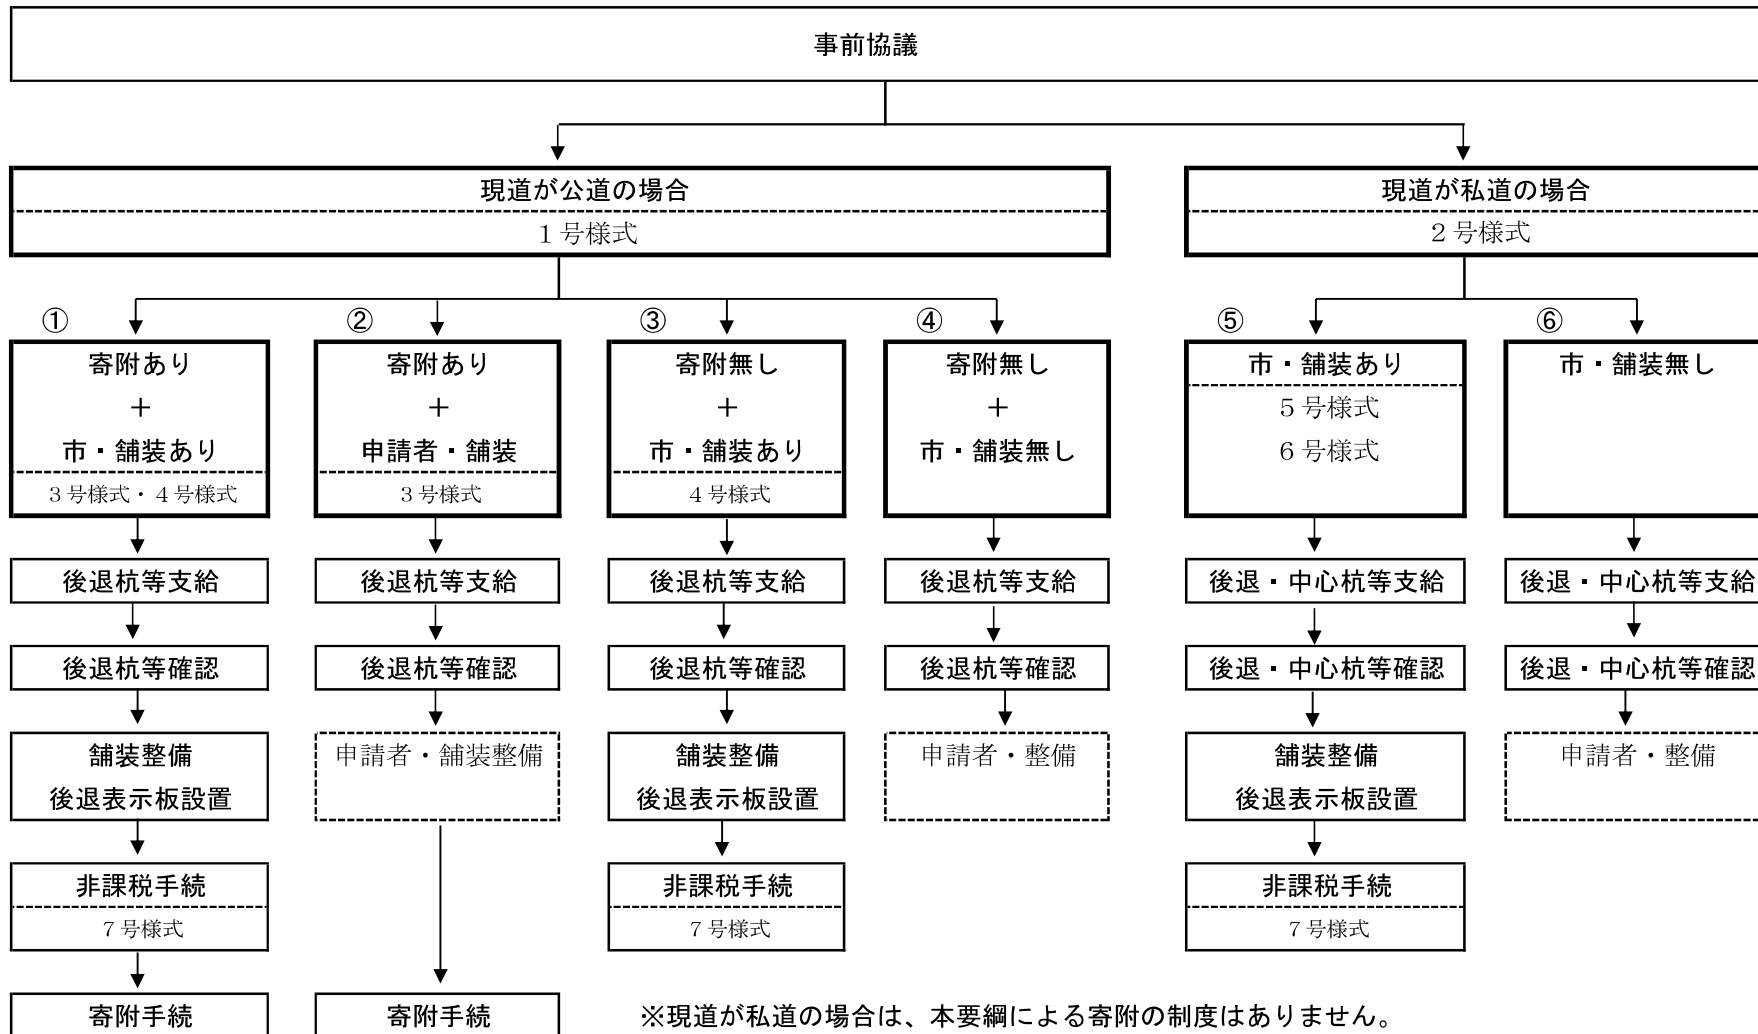 事前協議
現道が公道の場合
１号様式
現道が私道の場合
２号様式
①
寄附あり
＋
市・舗装あり
３号様式・４号様式
②
寄附あり
＋
申請者・舗装
３号様式
③
寄附無し
＋
市・舗装あり
４号様式
④
寄附無し
＋
市・舗装無し
⑤
市・舗装あり
５号様式
６号様式
⑥
市・舗装無し
後退杭等支給
後退杭等支給
後退杭等支給
後退杭等支給
後退・中心杭等支給
後退・中心杭等支給
後退杭等確認
後退杭等確認
後退杭等確認
後退杭等確認
後退・中心杭等確認
後退・中心杭等確認
舗装整備
後退表示板設置
申請者・舗装整備
舗装整備
後退表示板設置
申請者・整備
舗装整備
後退表示板設置
申請者・整備
非課税手続
７号様式
非課税手続
７号様式
非課税手続
７号様式
寄附手続
寄附手続
※現道が私道の場合は、本要綱による寄附の制度はありません。